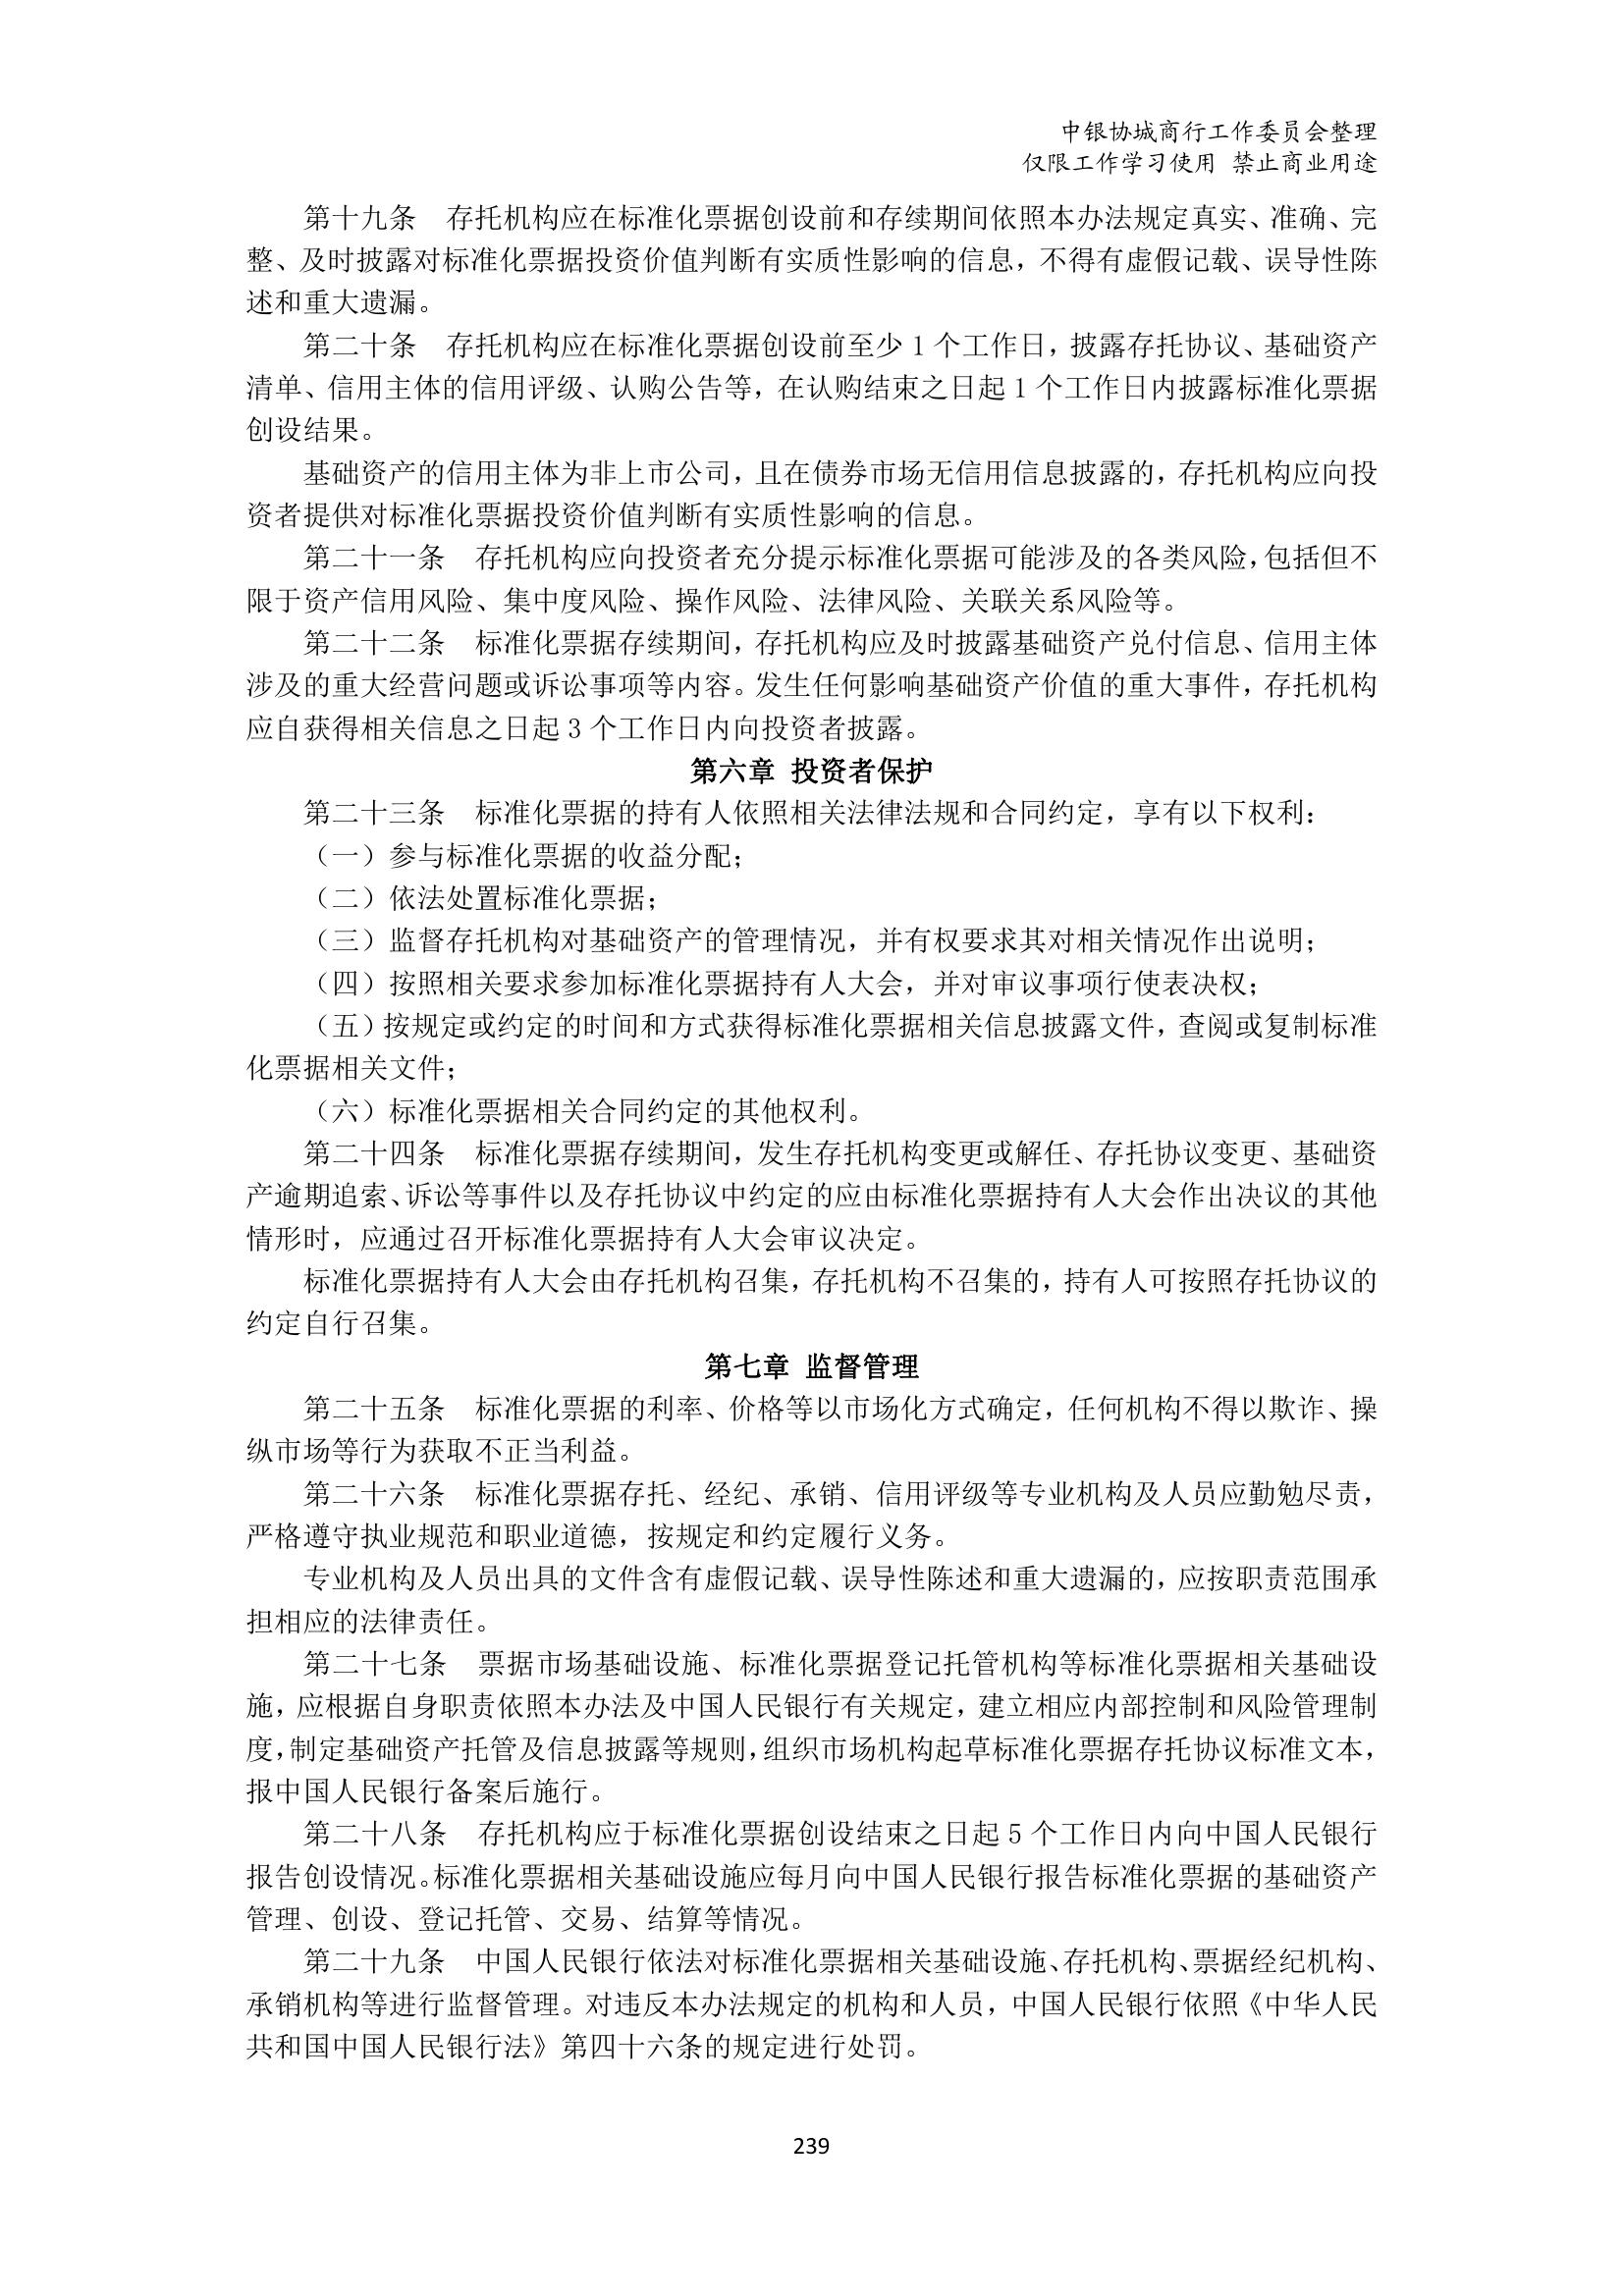 中银协城商行工作委员会整理
仅限工作学习使用 禁止商业用途
第十九条　存托机构应在标准化票据创设前和存续期间依照本办法规定真实、准确、完
整、及时披露对标准化票据投资价值判断有实质性影响的信息，不得有虚假记载、误导性陈
述和重大遗漏。
第二十条　存托机构应在标准化票据创设前至少 1 个工作日，披露存托协议、基础资产
清单、信用主体的信用评级、认购公告等，在认购结束之日起 1 个工作日内披露标准化票据
创设结果。
基础资产的信用主体为非上市公司，且在债券市场无信用信息披露的，存托机构应向投
资者提供对标准化票据投资价值判断有实质性影响的信息。
第二十一条　存托机构应向投资者充分提示标准化票据可能涉及的各类风险，包括但不
限于资产信用风险、集中度风险、操作风险、法律风险、关联关系风险等。
第二十二条　标准化票据存续期间，存托机构应及时披露基础资产兑付信息、信用主体
涉及的重大经营问题或诉讼事项等内容。发生任何影响基础资产价值的重大事件，存托机构
应自获得相关信息之日起 3 个工作日内向投资者披露。
第六章 投资者保护
第二十三条　标准化票据的持有人依照相关法律法规和合同约定，享有以下权利：
（一）参与标准化票据的收益分配；
（二）依法处置标准化票据；
（三）监督存托机构对基础资产的管理情况，并有权要求其对相关情况作出说明；
（四）按照相关要求参加标准化票据持有人大会，并对审议事项行使表决权；
（五）按规定或约定的时间和方式获得标准化票据相关信息披露文件，查阅或复制标准
化票据相关文件；
（六）标准化票据相关合同约定的其他权利。
第二十四条　标准化票据存续期间，发生存托机构变更或解任、存托协议变更、基础资
产逾期追索、诉讼等事件以及存托协议中约定的应由标准化票据持有人大会作出决议的其他
情形时，应通过召开标准化票据持有人大会审议决定。
标准化票据持有人大会由存托机构召集，存托机构不召集的，持有人可按照存托协议的
约定自行召集。
第七章 监督管理
第二十五条　标准化票据的利率、价格等以市场化方式确定，任何机构不得以欺诈、操
纵市场等行为获取不正当利益。
第二十六条　标准化票据存托、经纪、承销、信用评级等专业机构及人员应勤勉尽责，
严格遵守执业规范和职业道德，按规定和约定履行义务。
专业机构及人员出具的文件含有虚假记载、误导性陈述和重大遗漏的，应按职责范围承
担相应的法律责任。
第二十七条　票据市场基础设施、标准化票据登记托管机构等标准化票据相关基础设
施，应根据自身职责依照本办法及中国人民银行有关规定，建立相应内部控制和风险管理制
度，制定基础资产托管及信息披露等规则，组织市场机构起草标准化票据存托协议标准文本，
报中国人民银行备案后施行。
第二十八条　存托机构应于标准化票据创设结束之日起 5 个工作日内向中国人民银行
报告创设情况。标准化票据相关基础设施应每月向中国人民银行报告标准化票据的基础资产
管理、创设、登记托管、交易、结算等情况。
第二十九条　中国人民银行依法对标准化票据相关基础设施、存托机构、票据经纪机构、
承销机构等进行监督管理。对违反本办法规定的机构和人员，中国人民银行依照《中华人民
共和国中国人民银行法》第四十六条的规定进行处罚。
239